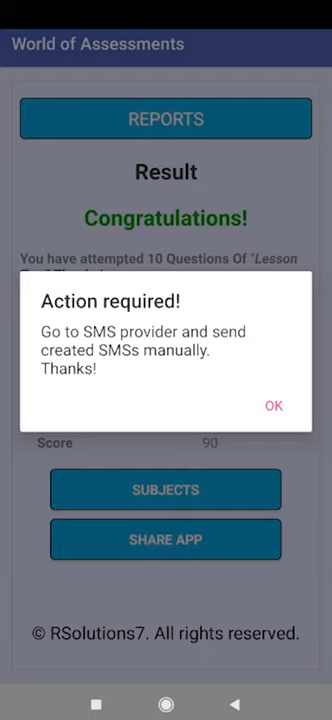 World of Assessments
REPORTS
Result
Congratulations!
You have attempted 10 Questions Of "Lesson
Action required!
Go to SMS provider and send
created SMSs manually.
Thanks!
OK
Score 90
SUBJECTS
SHARE APP
© RSolutions7. All rights reserved.